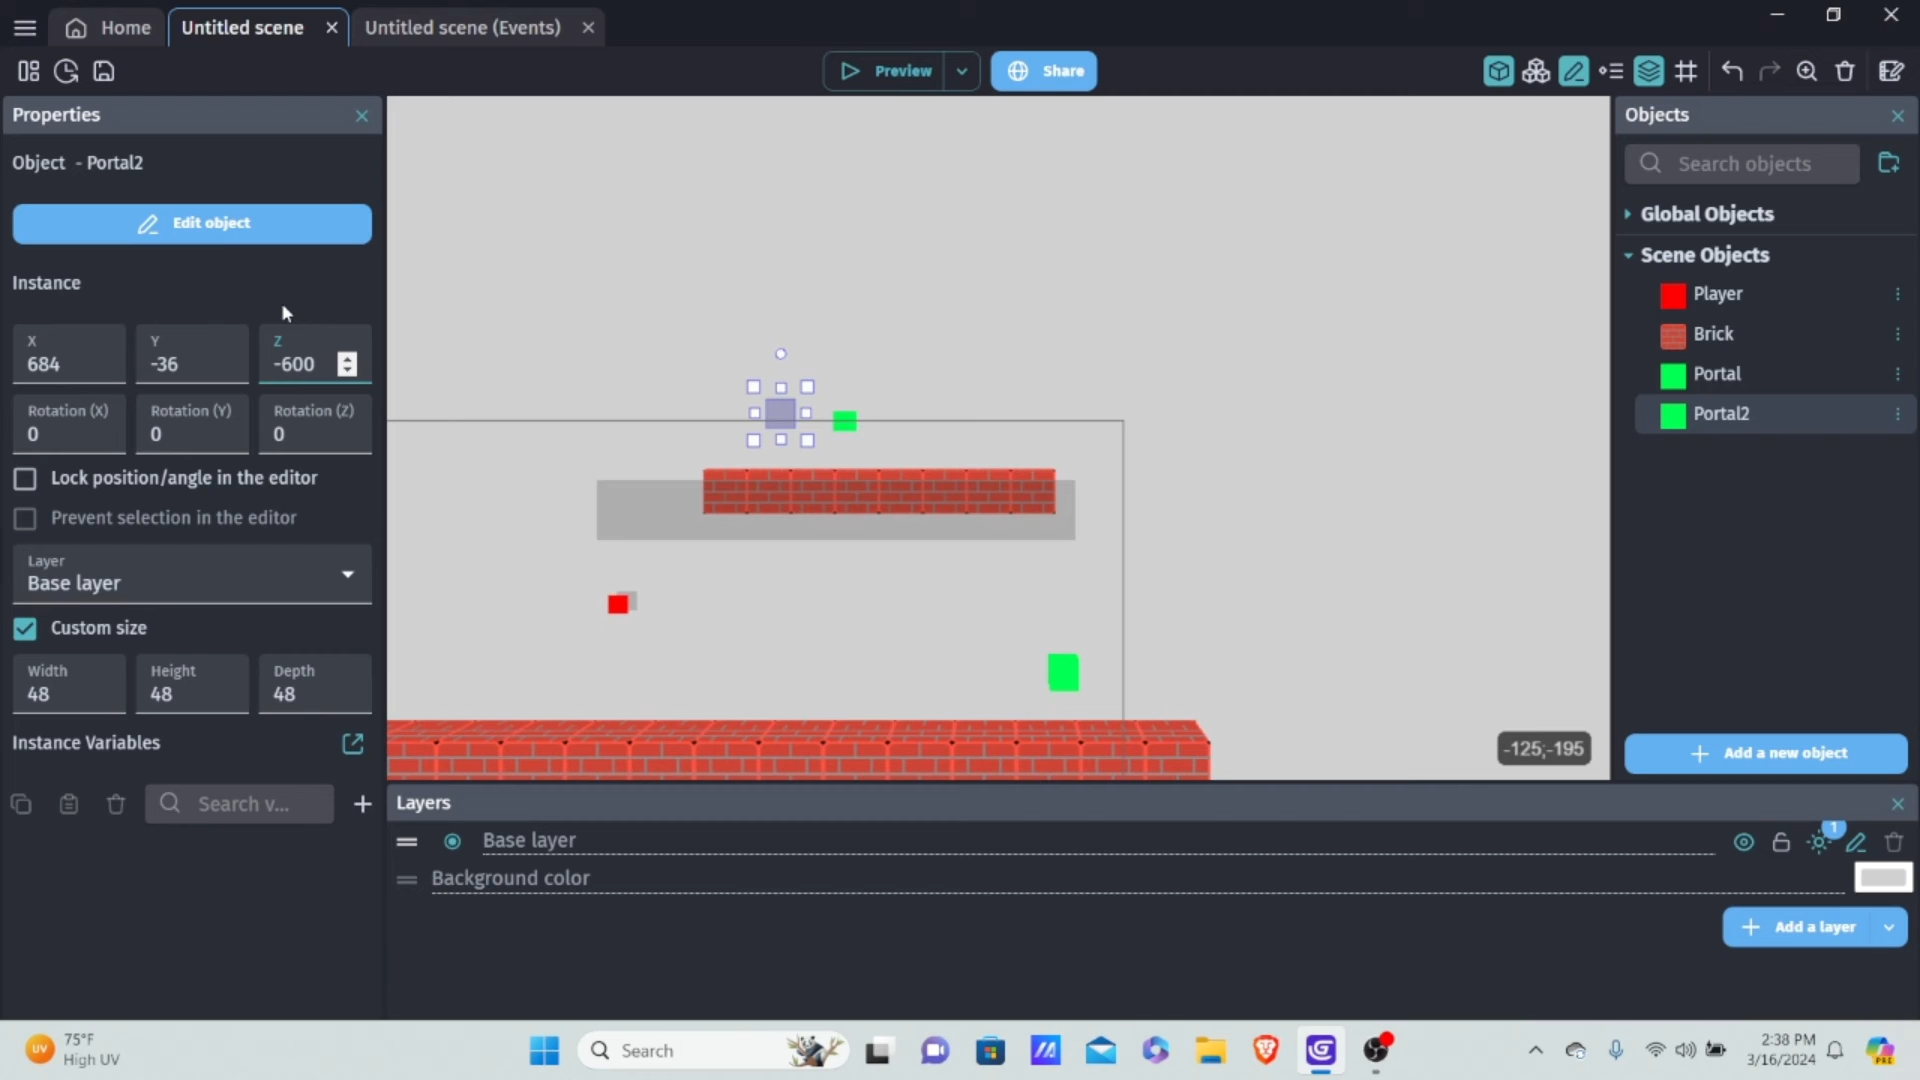 Home
Untitled scene
Untitled scene (Events)
Preview
Share
Properties
Object - Portal2
Edit object
Instance
X
684
Y
-36
Z
-600
Rotation (X)
0
Rotation (Y)
0
Rotation (Z)
0
Lock position/angle in the editor
Prevent selection in the editor
Layer
Base layer
Custom size
Width
48
Height
48
Depth
48
Instance Variables
Search v...
-125;-195
Layers
Base layer
1
Background color
Add a layer
Objects
Search objects
Global Objects
Scene Objects
Player
Brick
Portal
Portal2
Add a new object
UV
75°F
High UV
Search
2:38 PM
3/16/2024
PRE